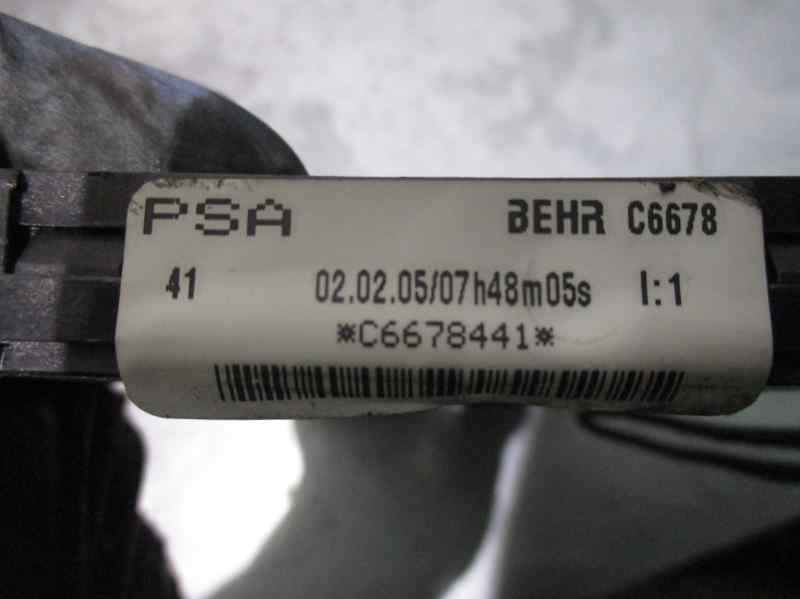 PSA BEHR C6678
41 02.02.05/07h48m05s I:1
*C6678441*